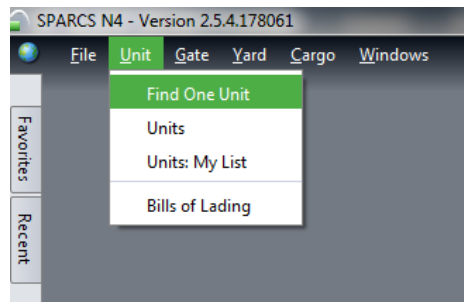 SPARCS N4 - Version 2.5.4.178061
File Unit Gate Yard Cargo Windows
Find One Unit
Units
Units: My List
Bills of Lading
Favorites
Recent